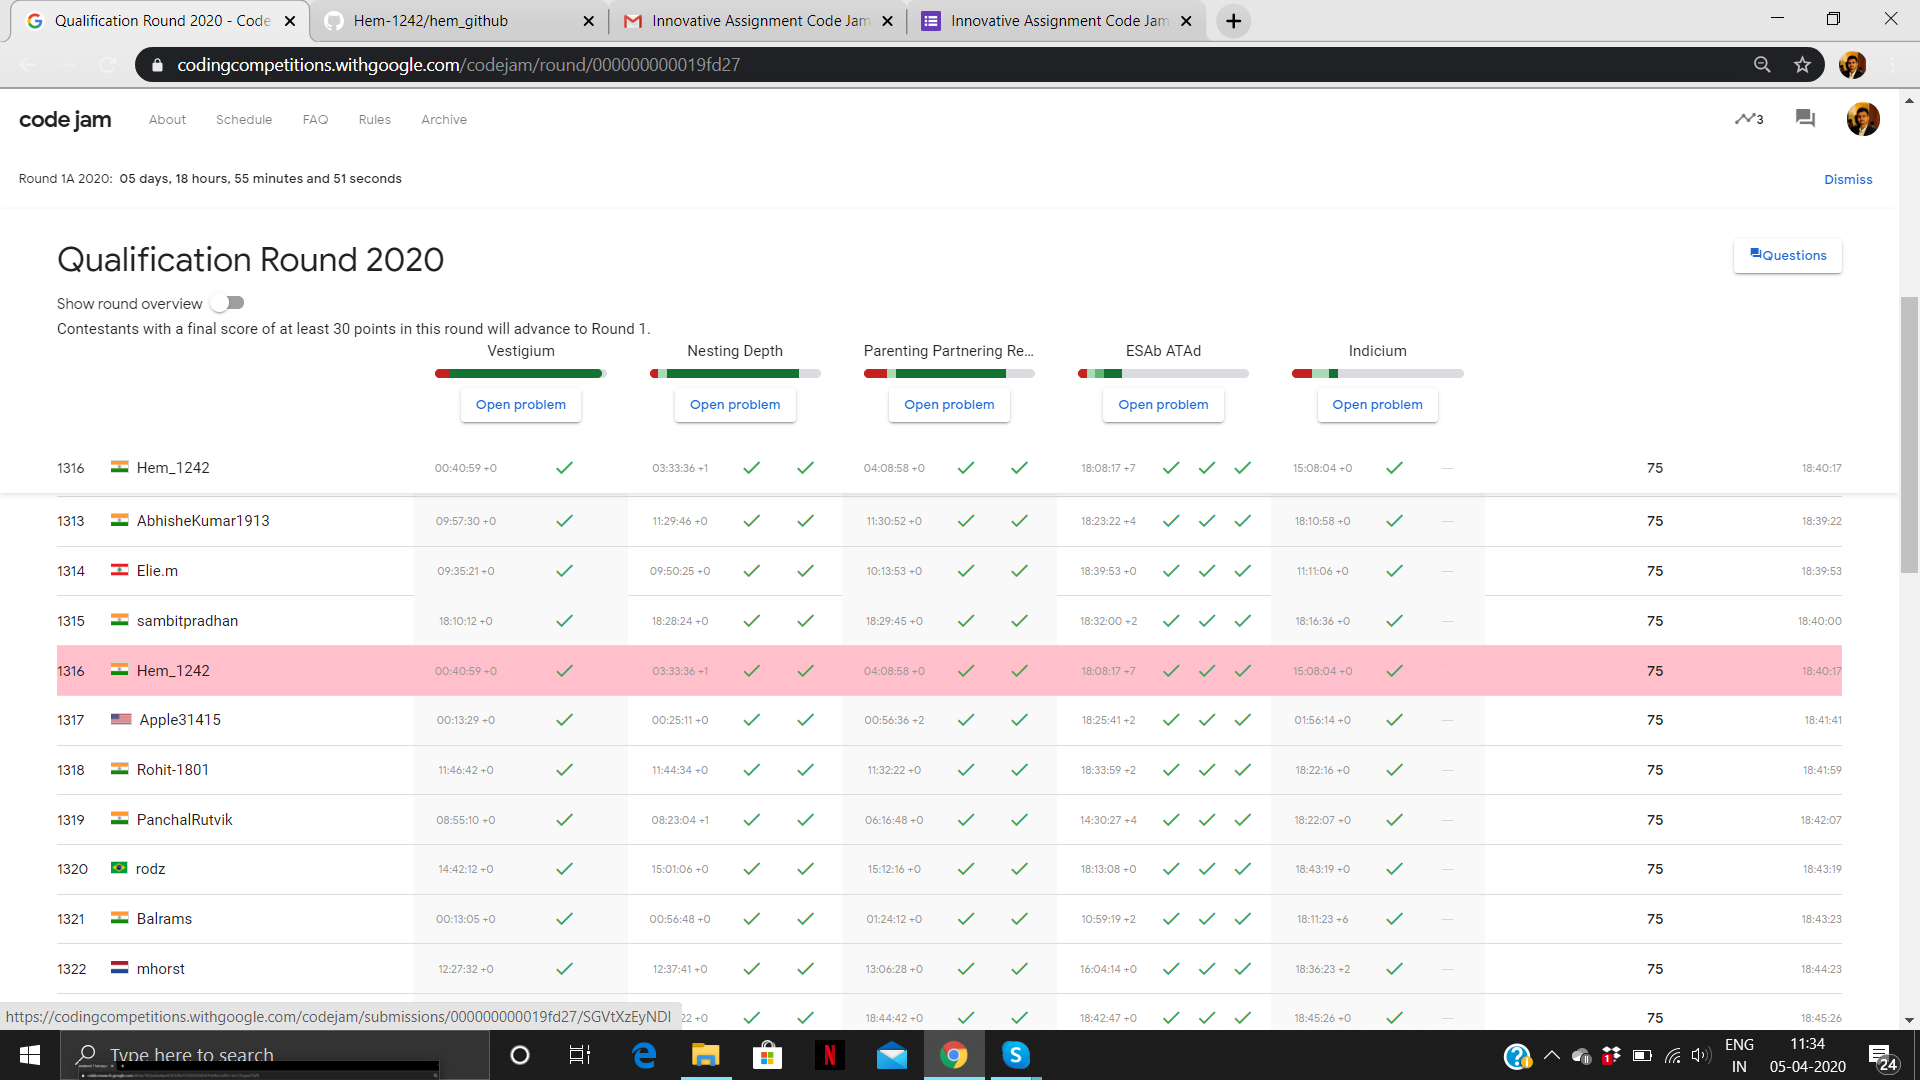 Qualification Round 2020 - Code
Hem-1242/hem_github
Innovative Assignment Code Jam
Innovative Assignment Code Jam
codingcompetitions.withgoogle.com/codejam/round/000000000019fd27
code jam About Schedule FAQ Rules Archive 3
Round 1A 2020: 05 days, 18 hours, 55 minutes and 51 seconds Dismiss
Qualification Round 2020 Questions
Show round overview
Contestants with a final score of at least 30 points in this round will advance to Round 1.
Vestigium Nesting Depth Parenting Partnering Re... ESAb ATAd Indicium
Open problem Open problem Open problem Open problem Open problem
1316 Hem_1242 00:40:59 +0 03:33:36 +1 04:08:58 +0 18:08:17 +7 15:08:04 +0 75 18:40:17
1313 AbhisheKumar1913 09:57:30 +0 11:29:46 +0 11:30:52 +0 18:23:22 +4 18:10:58 +0 75 18:39:22
1314 Elie.m 09:35:21 +0 09:50:25 +0 10:13:53 +0 18:39:53 +0 11:11:06 +0 75 18:39:53
1315 sambitpradhan 18:10:12 +0 18:28:24 +0 18:29:45 +0 18:32:00 +2 18:16:36 +0 75 18:40:00
1316 Hem_1242 00:40:59 +0 03:33:36 +1 04:08:58 +0 18:08:17 +7 15:08:04 +0 75 18:40:17
1317 Apple31415 00:13:29 +0 00:25:11 +0 00:56:36 +2 18:25:41 +2 01:56:14 +0 75 18:41:41
1318 Rohit-1801 11:46:42 +0 11:44:34 +0 11:32:22 +0 18:33:59 +2 18:22:16 +0 75 18:41:59
1319 PanchalRutvik 08:55:10 +0 08:23:04 +1 06:16:48 +0 14:30:27 +4 18:22:07 +0 75 18:42:07
1320 rodz 14:42:12 +0 15:01:06 +0 15:12:16 +0 18:13:08 +0 18:43:19 +0 75 18:43:19
1321 Balrams 00:13:05 +0 00:56:48 +0 01:24:12 +0 10:59:19 +2 18:11:23 +6 75 18:43:23
1322 mhorst 12:27:32 +0 12:37:41 +0 13:06:28 +0 16:04:14 +0 18:36:23 +2 75 18:44:23
22 +0 18:44:42 +0 18:42:47 +0 18:45:26 +0 75 18:45:26
https://codingcompetitions.withgoogle.com/codejam/submissions/000000000019fd27/SGVtXzEyNDI
Type here to search
ENG
IN
11:34
05-04-2020
24